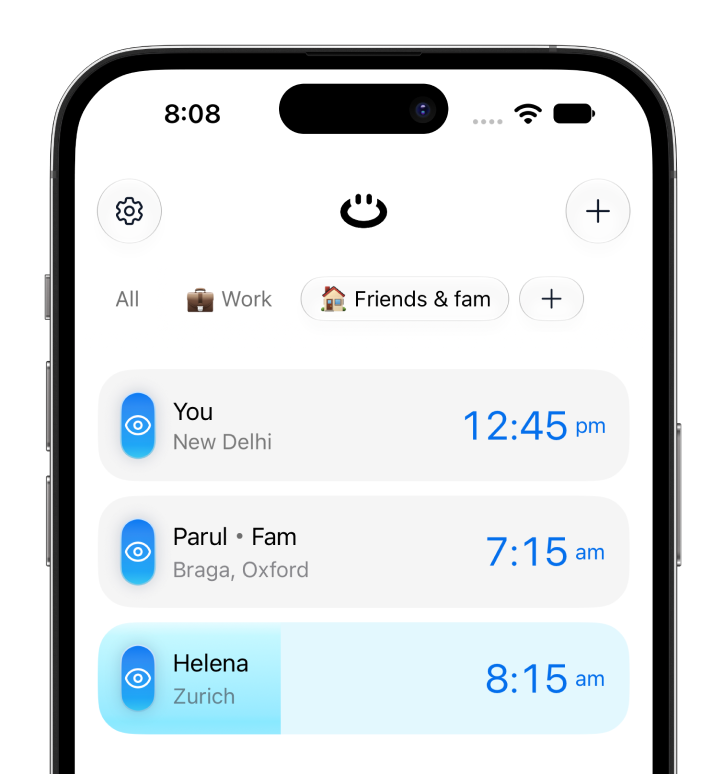 8:08
All
Work
Friends & fam
You
New Delhi
12:45 pm
Parul • Fam
Braga, Oxford
7:15 am
Helena
Zurich
8:15 am